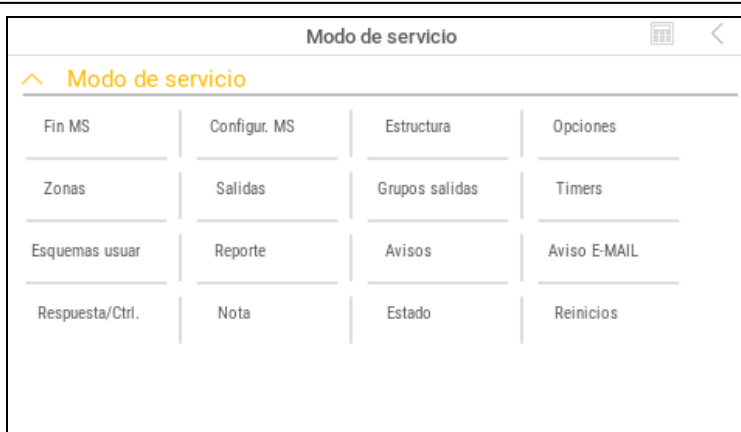 Modo de servicio
Modo de servicio
Fin MS Configur. MS Estructura Opciones
Zonas Salidas Grupos salidas Timers
Esquemas usuar Reporte Avisos Aviso E-MAIL
Respuesta/Ctrl. Nota Estado Reinicios